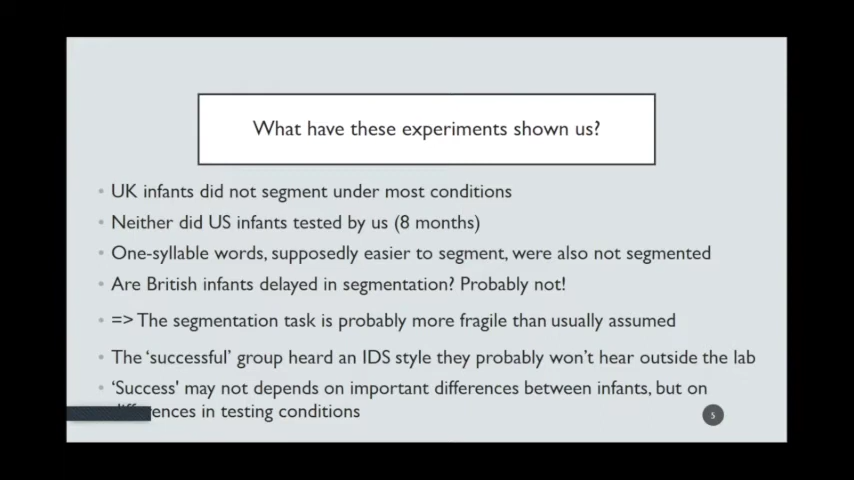 What have these experiments shown us?
• UK infants did not segment under most conditions
• Neither did US infants tested by us (8 months)
• One-syllable words, supposedly easier to segment, were also not segmented
• Are British infants delayed in segmentation? Probably not!
• => The segmentation task is probably more fragile than usually assumed
• The ‘successful’ group heard an IDS style they probably won’t hear outside the lab
• ‘Success' may not depends on important differences between infants, but on
differences in testing conditions
5